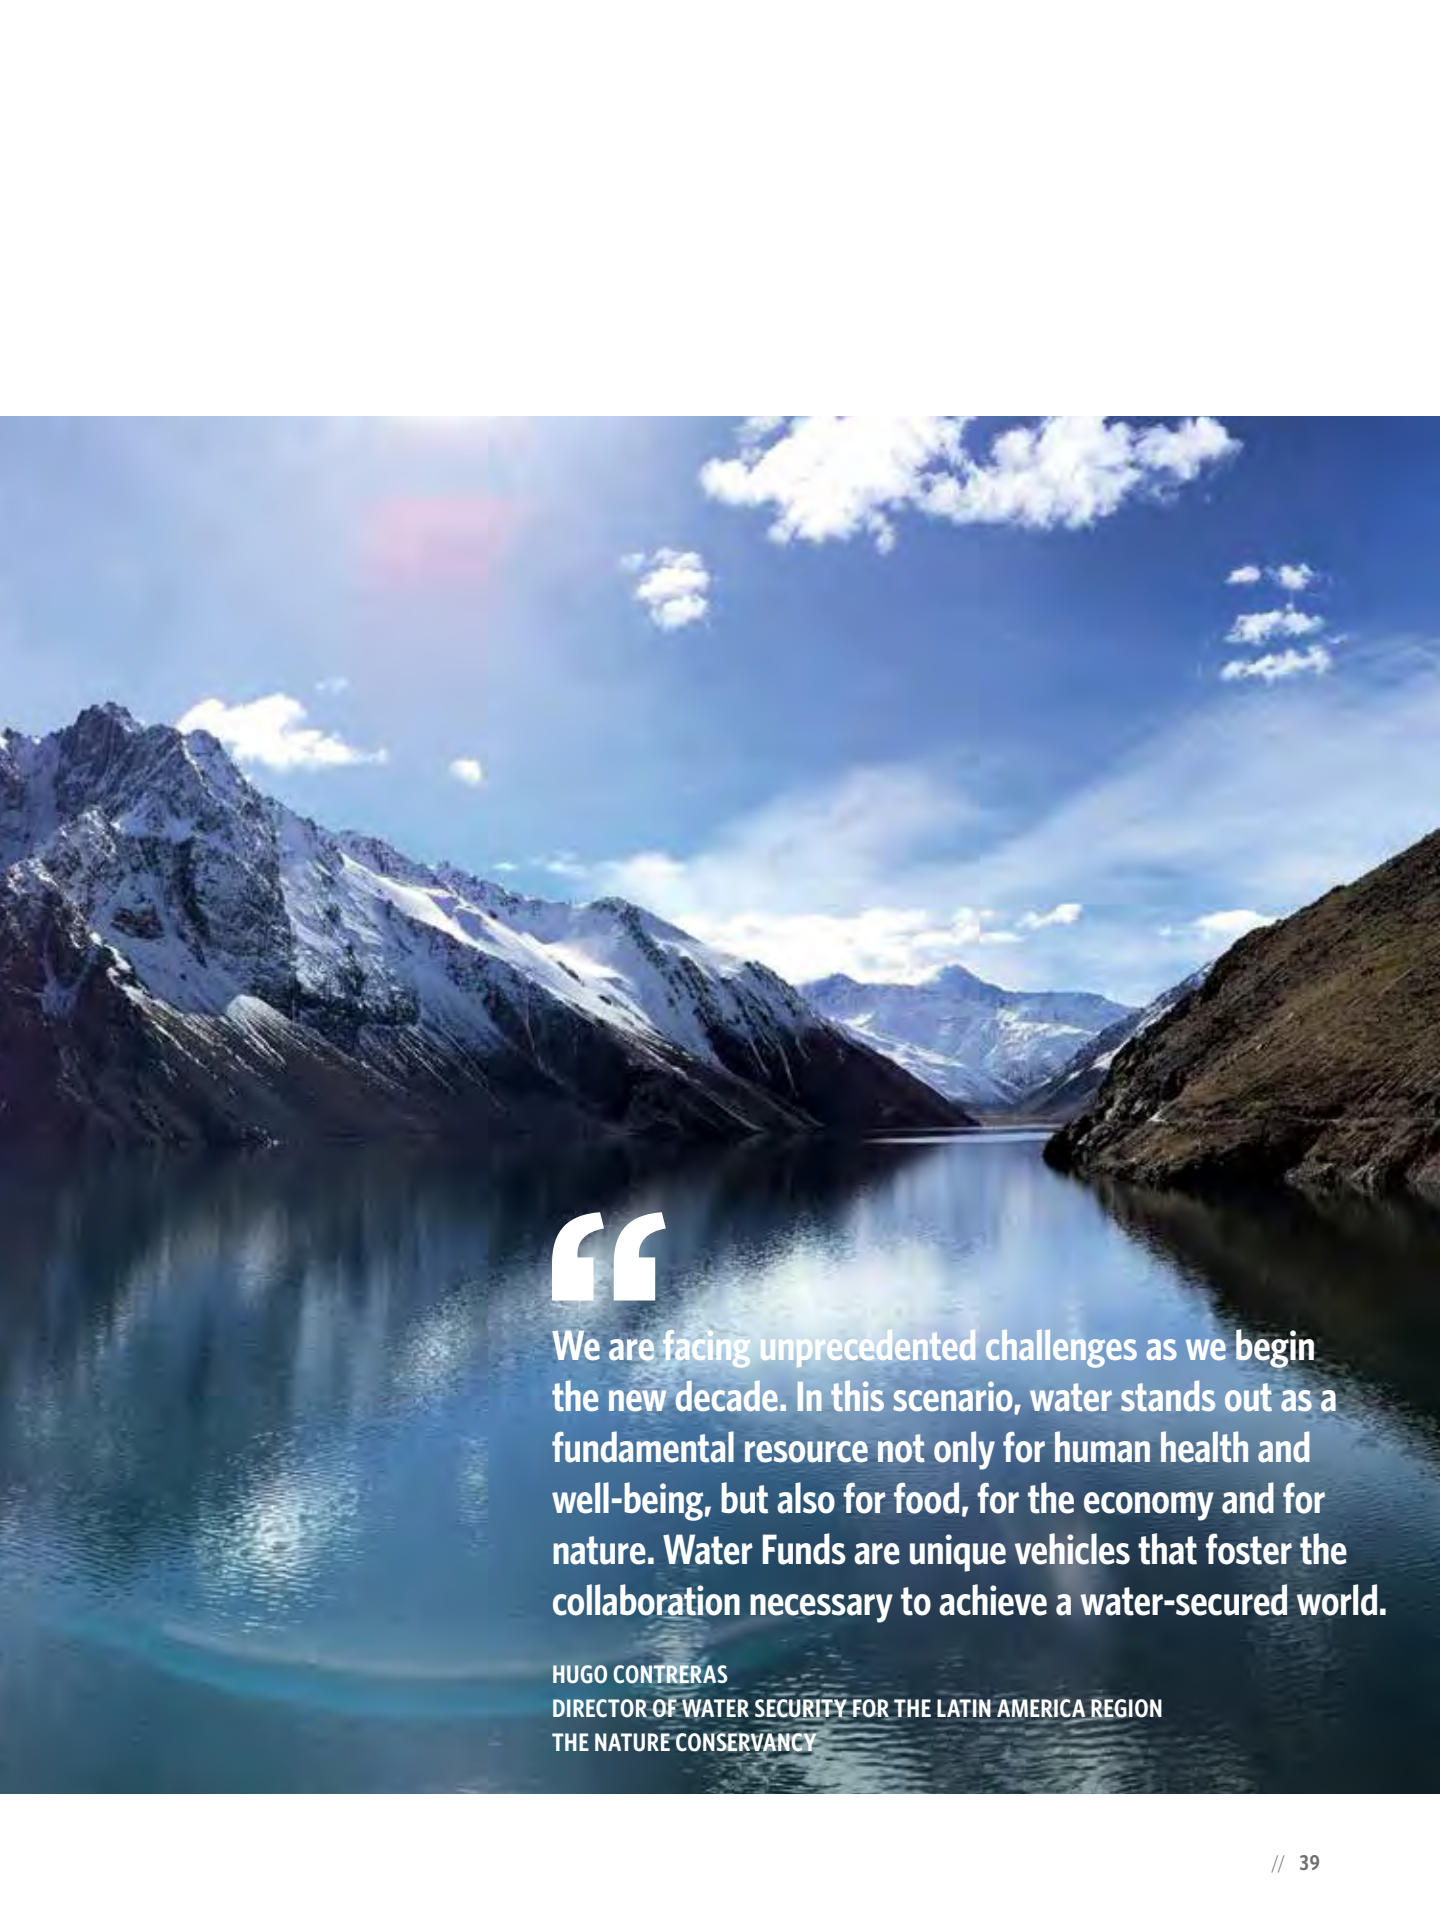 “
We are facing unprecedented challenges as we begin
the new decade. In this scenario, water stands out as a
fundamental resource not only for human health and
well-being, but also for food, for the economy and for
nature. Water Funds are unique vehicles that foster the
collaboration necessary to achieve a water-secured world.
HUGO CONTRERAS
DIRECTOR OF WATER SECURITY FOR THE LATIN AMERICA REGION
THE NATURE CONSERVANCY
// 39